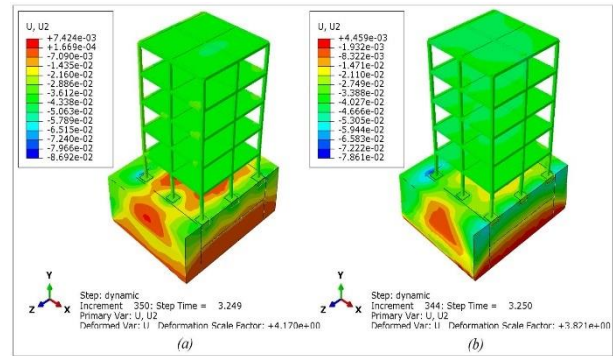 U, U2
+7.424e-03
+1.669e-04
-7.090e-03
-1.435e-02
-2.160e-02
-2.886e-02
-3.612e-02
-4.338e-02
-5.063e-02
-5.789e-02
-6.515e-02
-7.240e-02
-7.966e-02
-8.692e-02
Y
Z
X
Step: dynamic
Increment 350: Step Time = 3.249
Primary Var: U, U2
Deformed Var: U Deformation Scale Factor: +4.170e+00
(a)
U, U2
+4.459e-03
-1.932e-03
-8.322e-03
-1.471e-02
-2.110e-02
-2.749e-02
-3.388e-02
-4.027e-02
-4.666e-02
-5.305e-02
-5.944e-02
-6.583e-02
-7.222e-02
-7.861e-02
Y
Z
X
Step: dynamic
Increment 344: Step Time = 3.250
Primary Var: U, U2
Deformed Var: U Deformation Scale Factor: +3.821e+00
(b)